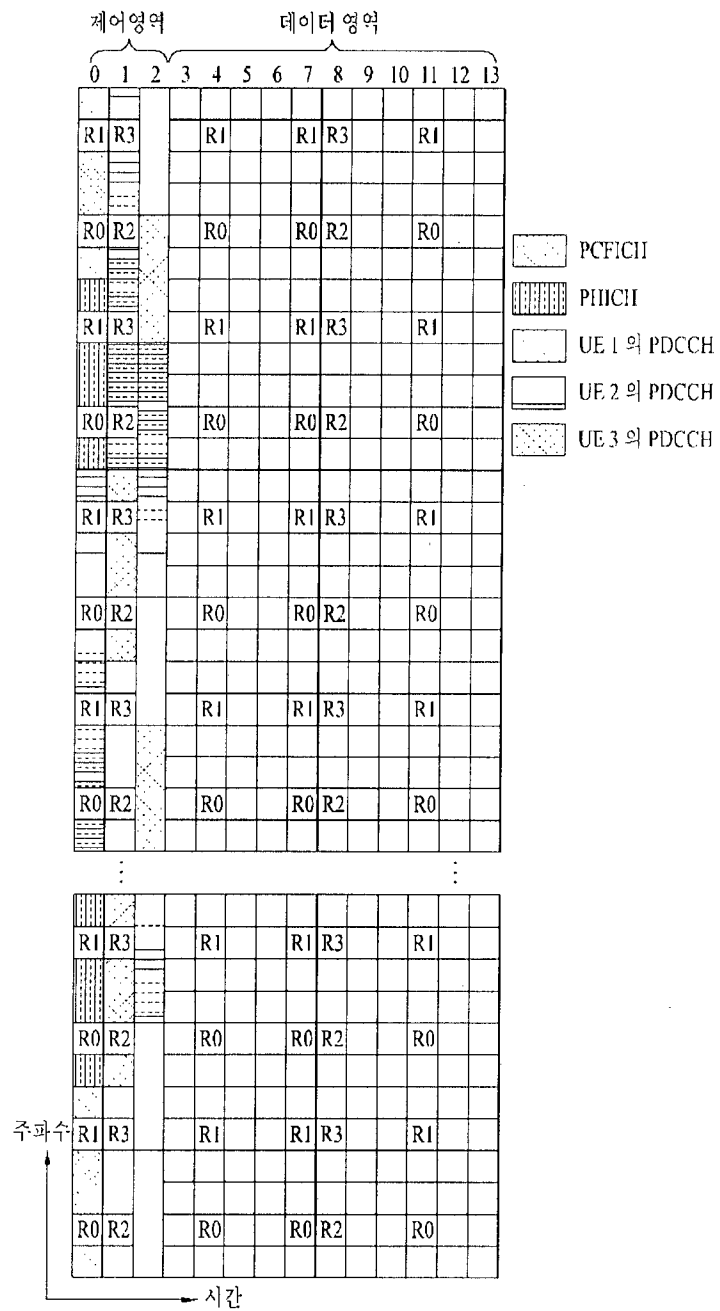 제어영역 데이터 영역
0 1 2 3 4 5 6 7 8 9 10 11 12 13
R1 R3 R1 R1 R3 R1
R0 R2 R0 R0 R2 R0
PCFICH
PHICH
R1 R3 R1 R1 R3 R1
UE 1 의 PDCCH
UE 2 의 PDCCH
R0 R2 R0 R0 R2 R0
UE 3 의 PDCCH
R1 R3 R1 R1 R3 R1
R0 R2 R0 R0 R2 R0
R1 R3 R1 R1 R3 R1
R0 R2 R0 R0 R2 R0
R1 R3 R1 R1 R3 R1
R0 R2 R0 R0 R2 R0
주파수 R1 R3 R1 R1 R3 R1
R0 R2 R0 R0 R2 R0
시간